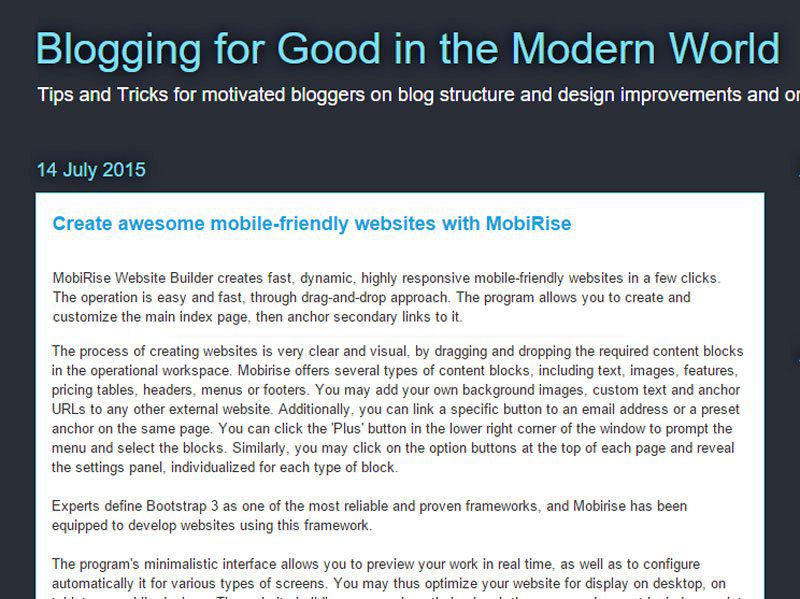 Blogging for Good in the Modern World
Tips and Tricks for motivated bloggers on blog structure and design improvements and
14 July 2015
Create awesome mobile-friendly websites with MobiRise
MobiRise Website Builder creates fast, dynamic, highly responsive mobile-friendly websites in a few clicks.
The operation is easy and fast, through drag-and-drop approach. The program allows you to create and
customize the main index page, then anchor secondary links to it.
The process of creating websites is very clear and visual, by dragging and dropping the required content blocks
in the operational workspace. Mobirise offers several types of content blocks, including text, images, features,
pricing tables, headers, menus or footers. You may add your own background images, custom text and anchor
URLs to any other external website. Additionally, you can link a specific button to an email address or a preset
anchor on the same page. You can click the 'Plus' button in the lower right corner of the window to prompt the
menu and select the blocks. Similarly, you may click on the option buttons at the top of each page and reveal
the settings panel, individualized for each type of block.
Experts define Bootstrap 3 as one of the most reliable and proven frameworks, and Mobirise has been
equipped to develop websites using this framework.
The program's minimalistic interface allows you to preview your work in real time, as well as to configure
automatically it for various types of screens. You may thus optimize your website for display on desktop, on